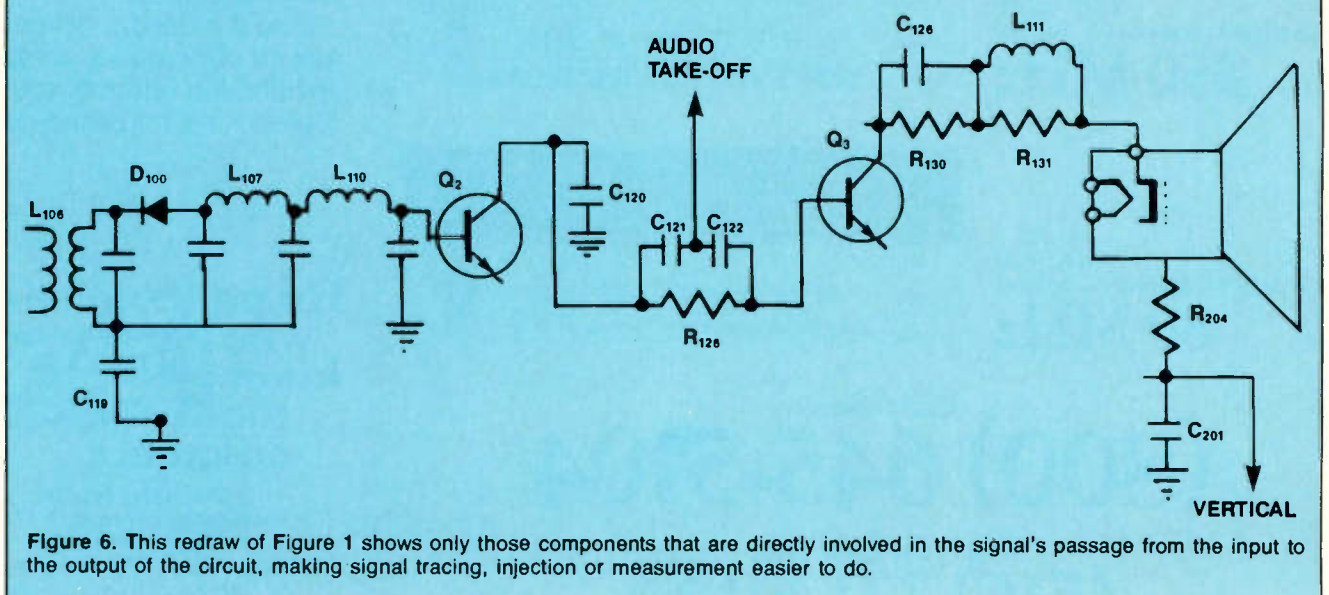 AUDIO
TAKE-OFF
C126
L111
Q3
R130
R131
D100
L107
L110
Q2
L106
C120
C121
C122
R126
R204
C119
C201
VERTICAL
Figure 6. This redraw of Figure 1 shows only those components that are directly involved in the signal's passage from the input to
the output of the circuit, making signal tracing, injection or measurement easier to do.